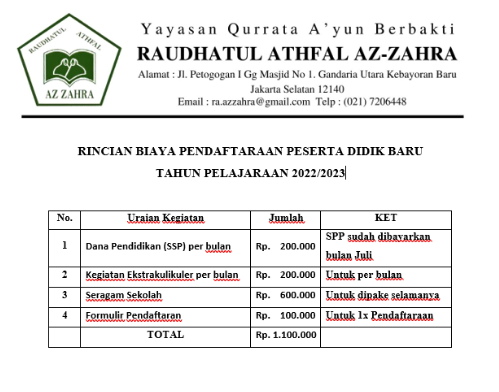 RAUDHATUL ATHFAL
AZ ZAHRA
Yayasan Qurrata A'yun Berbakti
RAUDHATUL ATHFAL AZ-ZAHRA
Alamat : Jl. Petogogan I Gg Masjid No 1. Gandaria Utara Kebayoran Baru
Jakarta Selatan 12140
Email : ra.azzahra@gmail.com Telp : (021) 7206448
RINCIAN BIAYA PENDAFTARAAN PESERTA DIDIK BARU
TAHUN PELAJARAAN 2022/2023
No. Uraian Kegiatan Jumlah KET
1 Dana Pendidikan (SSP) per bulan Rp. 200.000 SPP sudah dibayarkan
bulan Juli
2 Kegiatan Ekstrakulikuler per bulan Rp. 200.000 Untuk per bulan
3 Seragam Sekolah Rp. 600.000 Untuk dipake selamanya
4 Formulir Pendaftaran Rp. 100.000 Untuk 1x Pendaftaraan
TOTAL Rp. 1.100.000